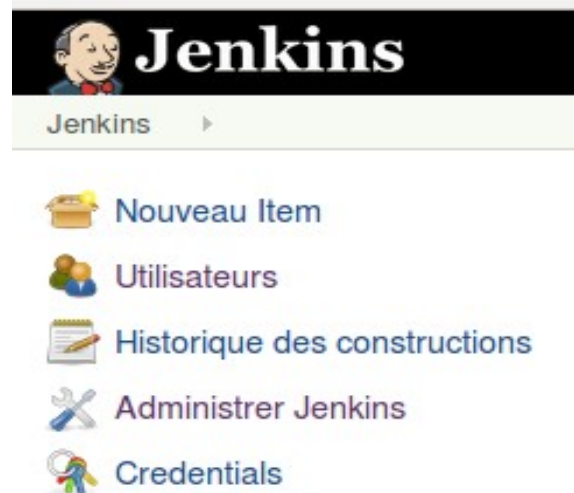 Jenkins
Jenkins
Nouveau Item
Utilisateurs
Historique des constructions
Administrer Jenkins
Credentials